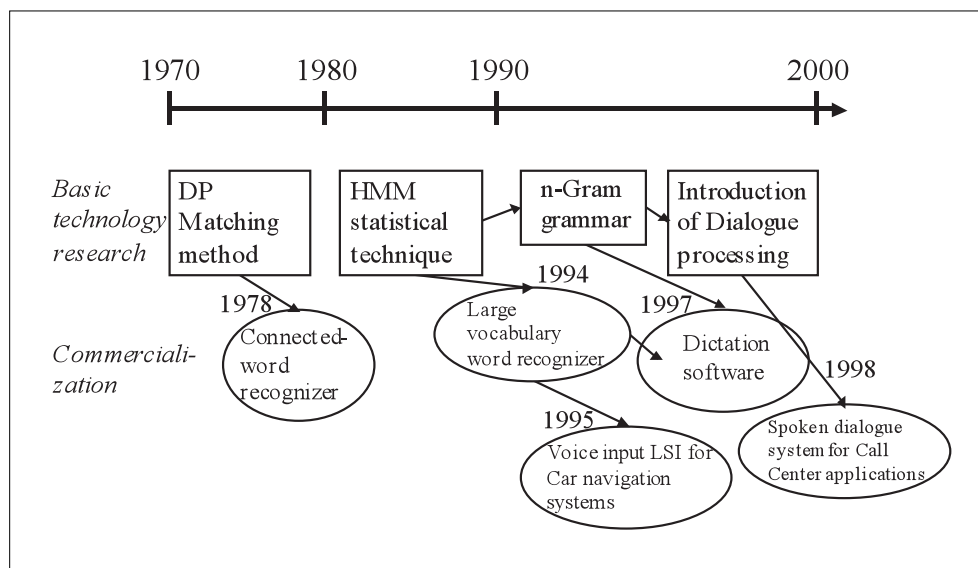 1970 1980 1990 2000
Basic
technology
research
DP
Matching
method
HMM
statistical
technique
n-Gram
grammar
Introduction
of Dialogue
processing
Commerciali-
zation
1978
Connected-
word
recognizer
1994
Large
vocabulary
word recognizer
1995
Voice input LSI for
Car navigation
systems
1997
Dictation
software
1998
Spoken dialogue
system for Call
Center applications